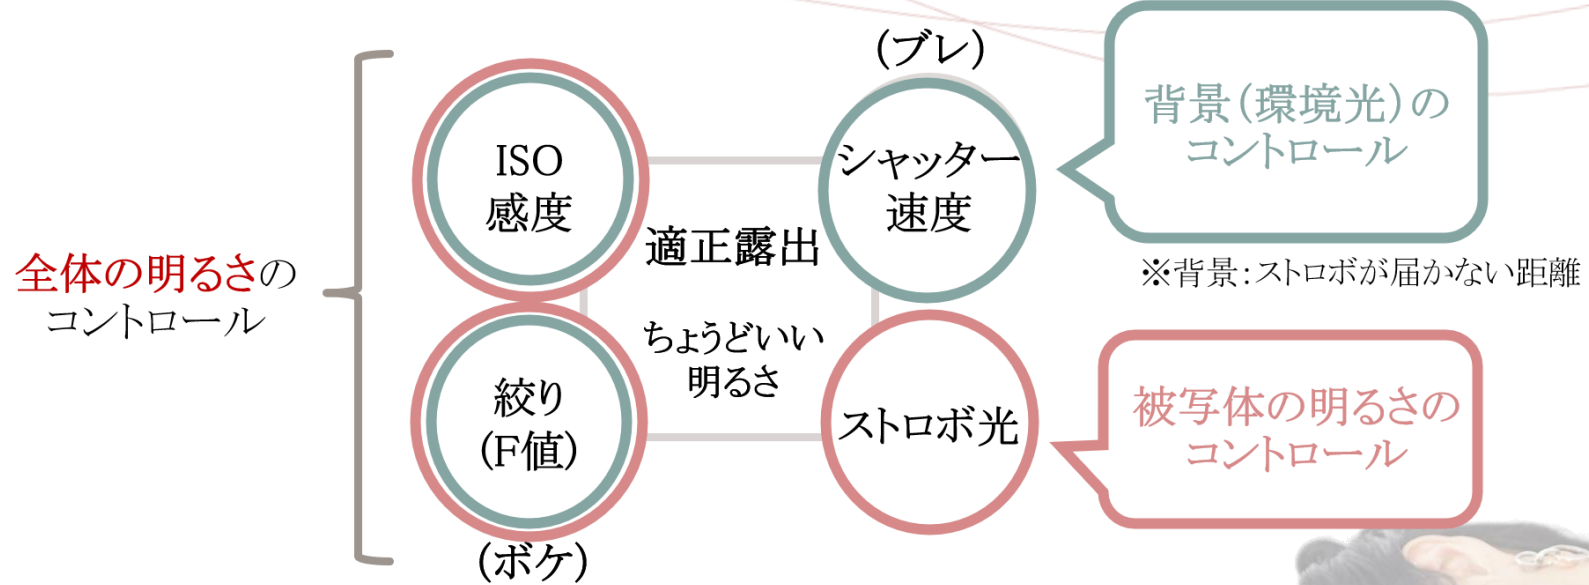 全体の明るさの
コントロール
ISO
感度
絞り
(F値)
(ボケ)
適正露出
ちょうどいい
明るさ
(ブレ)
シャッター
速度
ストロボ光
背景(環境光)の
コントロール
※背景:ストロボが届かない距離
被写体の明るさの
コントロール